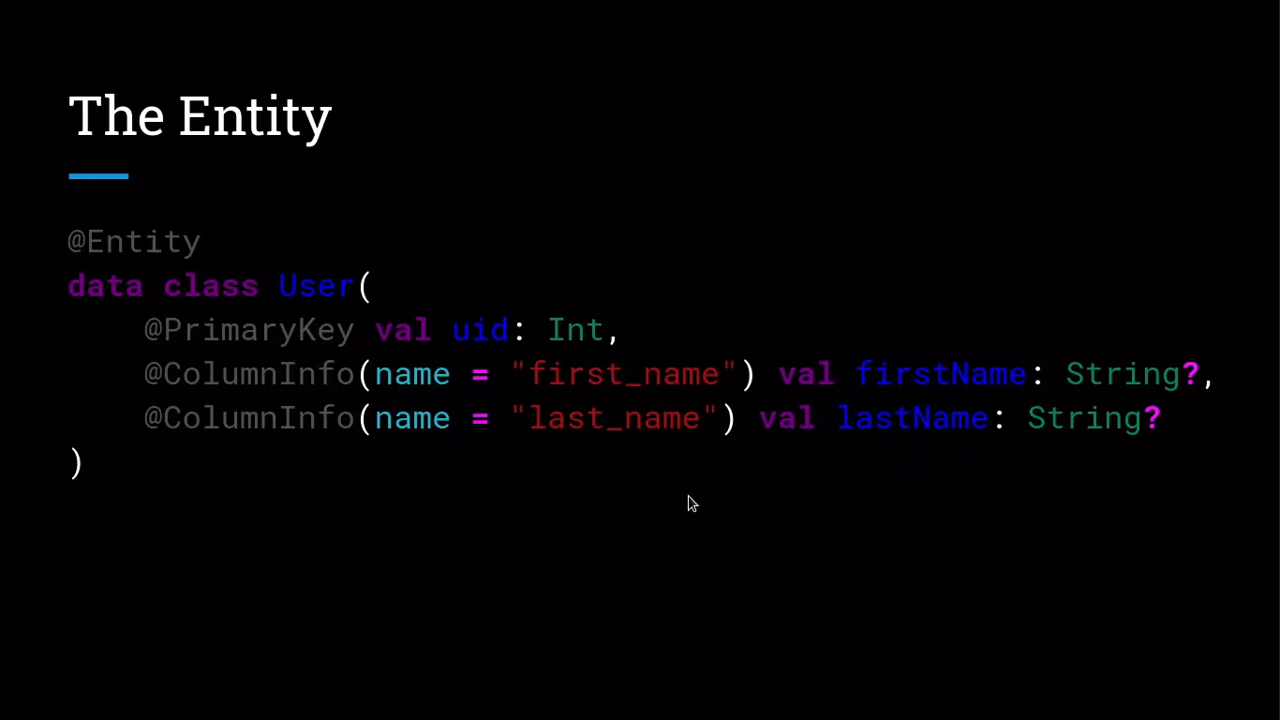 The Entity
@Entity
data class User(
    @PrimaryKey val uid: Int,
    @ColumnInfo(name = "first_name") val firstName: String?,
    @ColumnInfo(name = "last_name") val lastName: String?
)